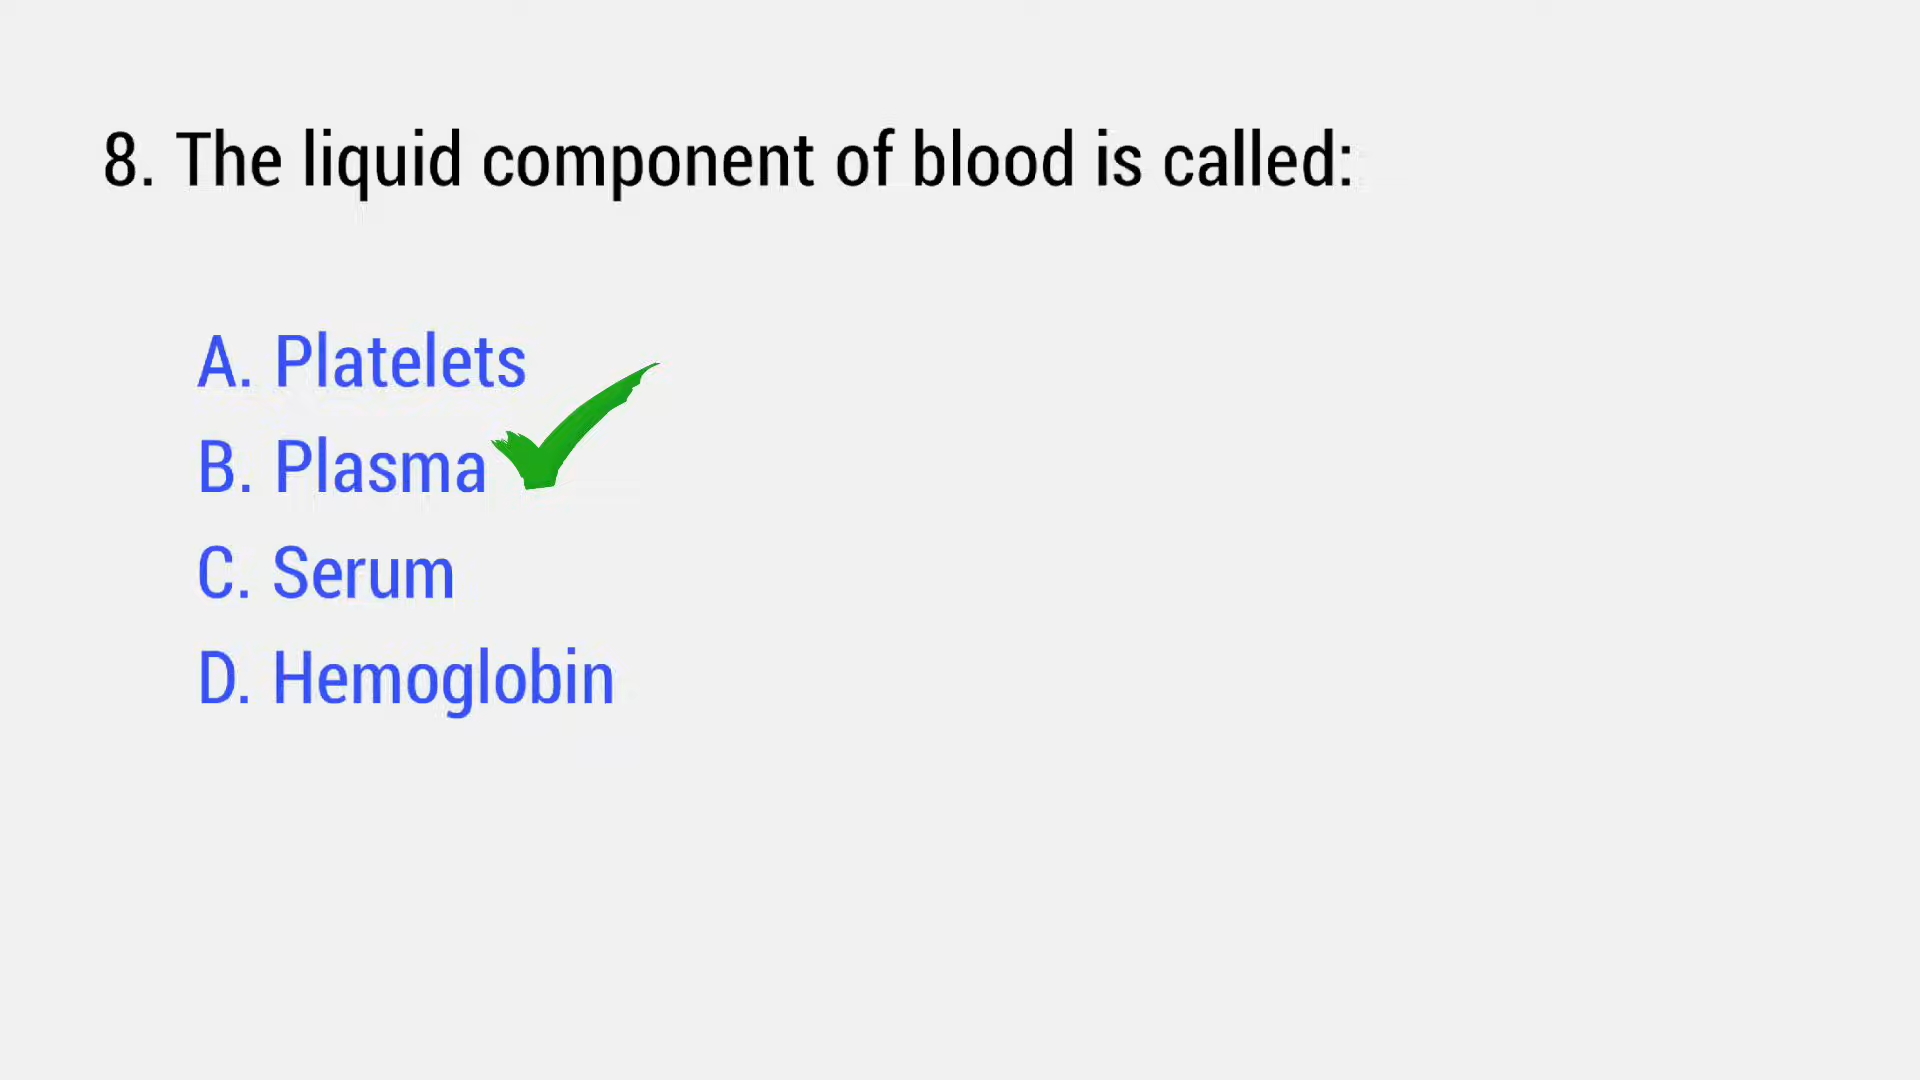 8. The liquid component of blood is called:
A. Platelets
B. Plasma
C. Serum
D. Hemoglobin